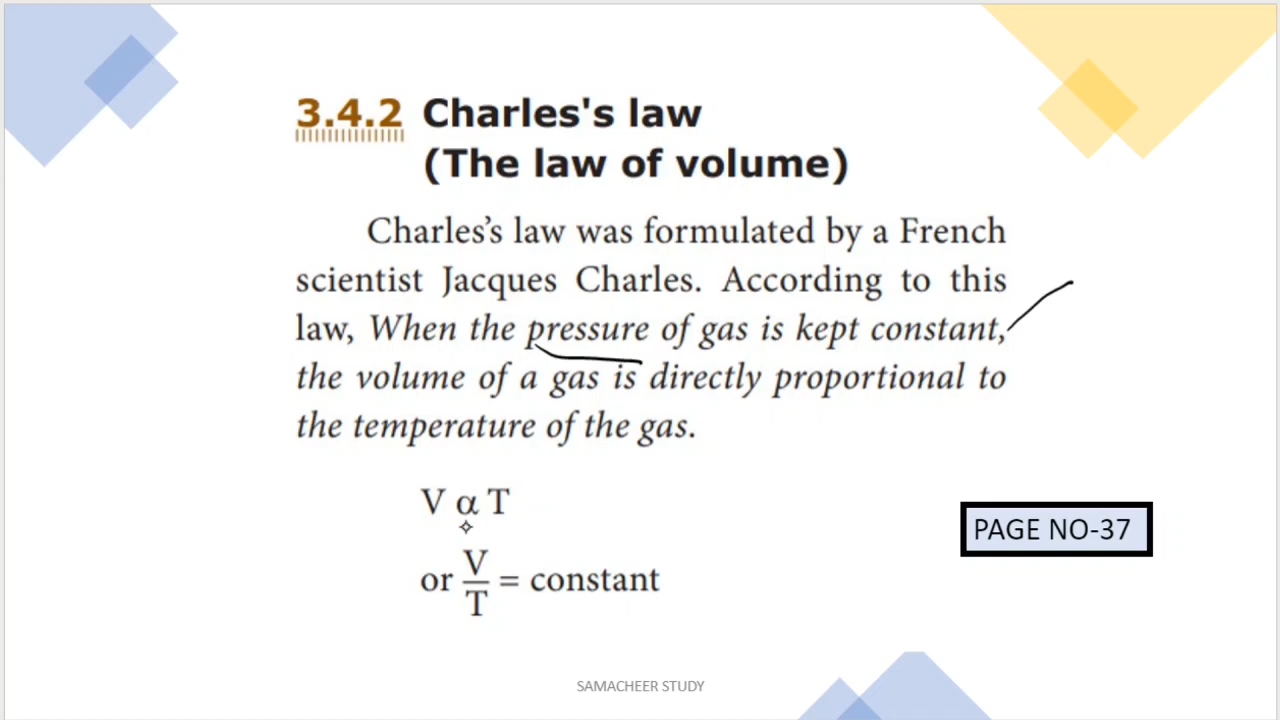 3.4.2 Charles's law
(The law of volume)
Charles’s law was formulated by a French
scientist Jacques Charles. According to this
law, When the pressure of gas is kept constant,
the volume of a gas is directly proportional to
the temperature of the gas.
V α T
or V/T = constant
PAGE NO-37
SAMACHEER STUDY